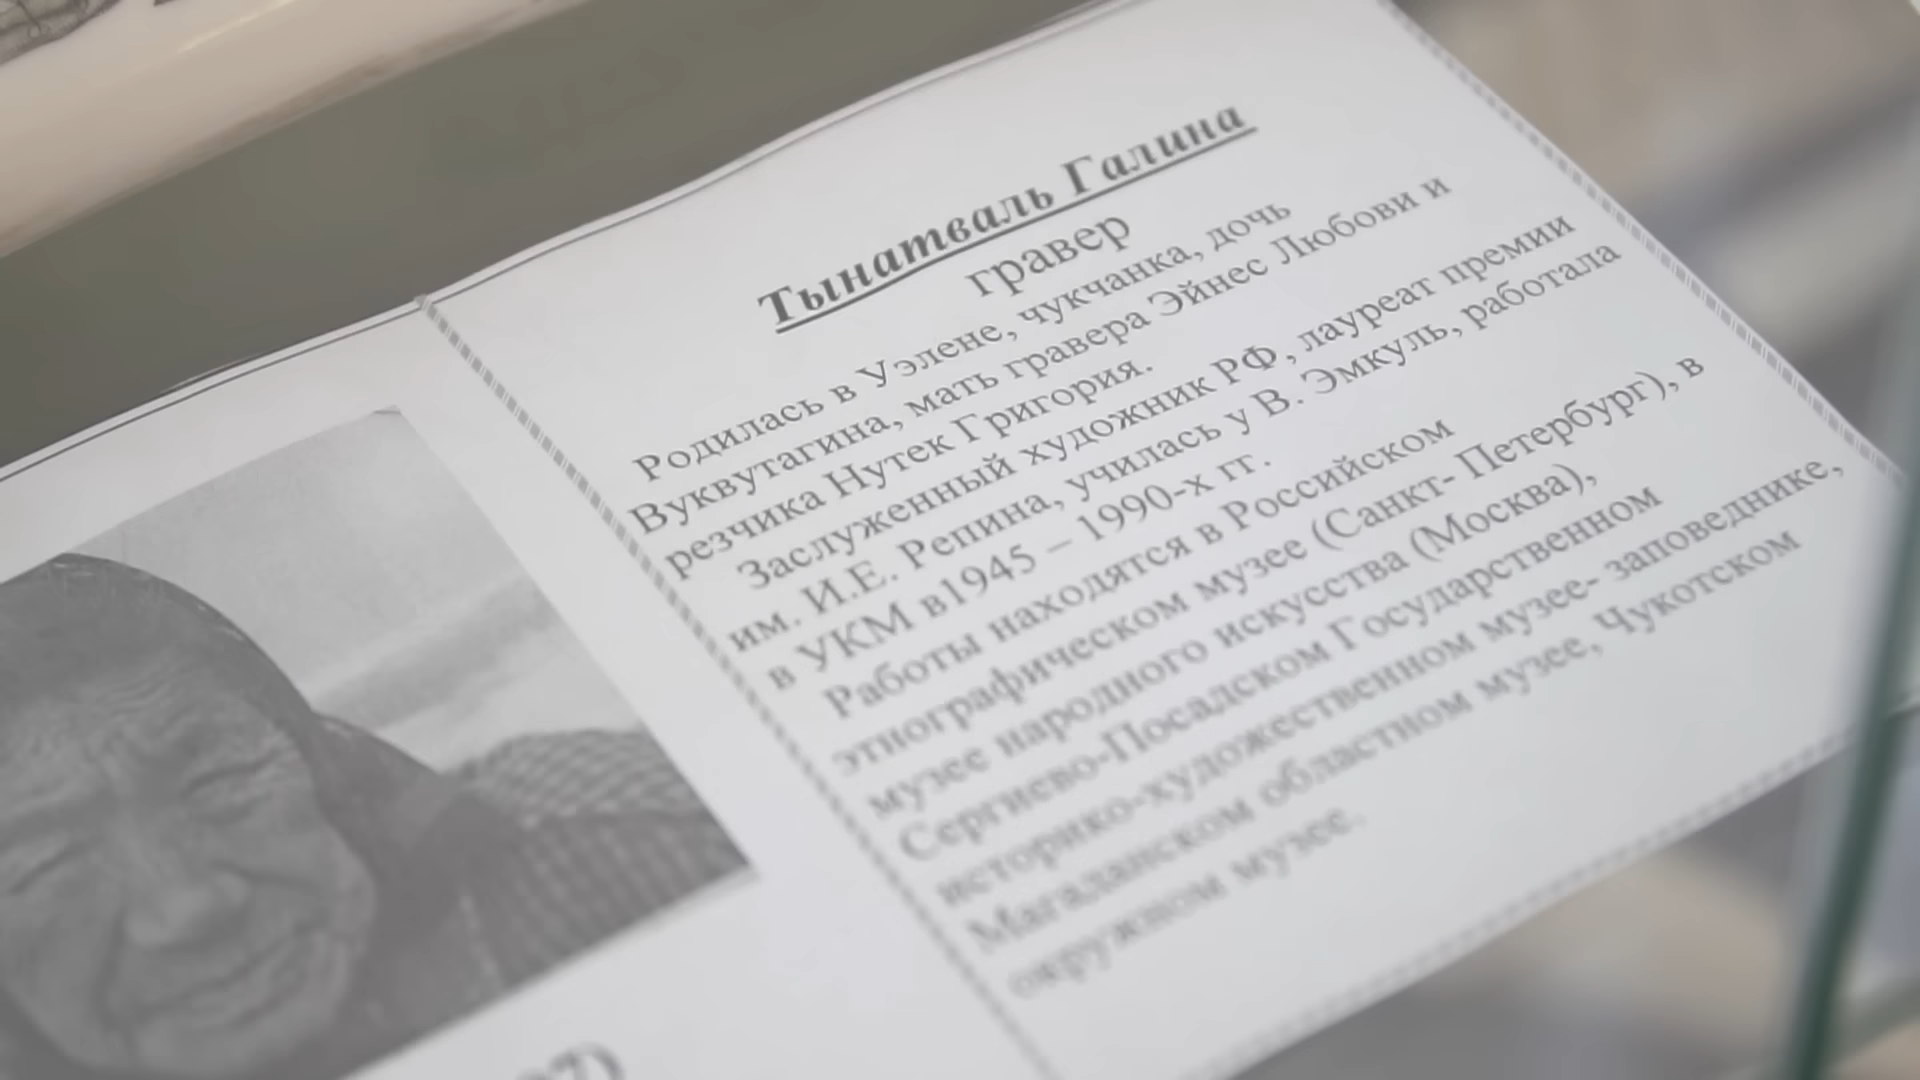 Тынатваль Галина
гравер
Родилась в Уэлене, чукчанка, дочь
Вуквутагина, мать гравера Эйнес Любови и
резчика Нутек Григория.
Заслуженный художник РФ, лауреат премии
им. И.Е. Репина, училась у В. Эмкуль, работала
в УКМ в1945 – 1990-х гг.
Работы находятся в Российском
этнографическом музее (Санкт- Петербург), в
музее народного искусства (Москва),
Сергиево-Посадском Государственном
историко-художественном музее- заповеднике,
Магаданском областном музее, Чукотском
окружном музее.